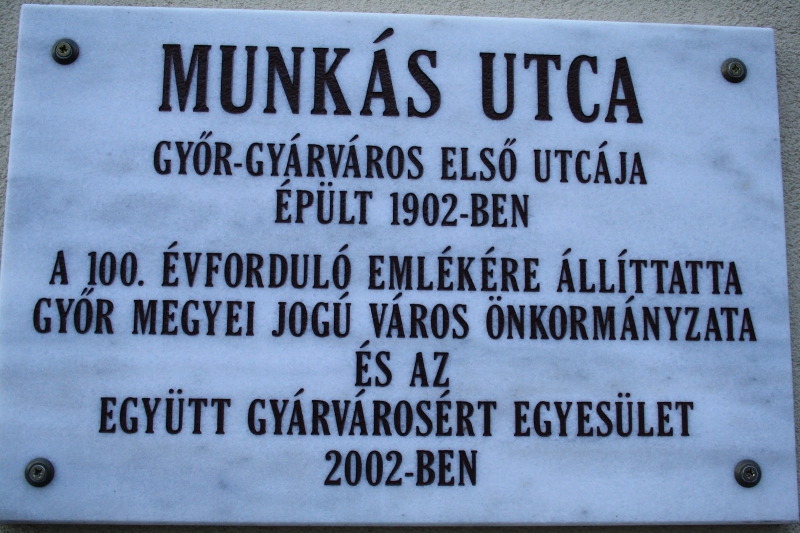 MUNKÁS UTCA
GYŐR-GYÁRVÁROS ELSŐ UTCÁJA
ÉPÜLT 1902-BEN
A 100. ÉVFORDULÓ EMLÉKÉRE ÁLLÍTTATTA
GYŐR MEGYEI JOGÚ VÁROS ÖNKORMÁNYZATA
ÉS AZ
EGYÜTT GYÁRVÁROSÉRT EGYESÜLET
2002-BEN